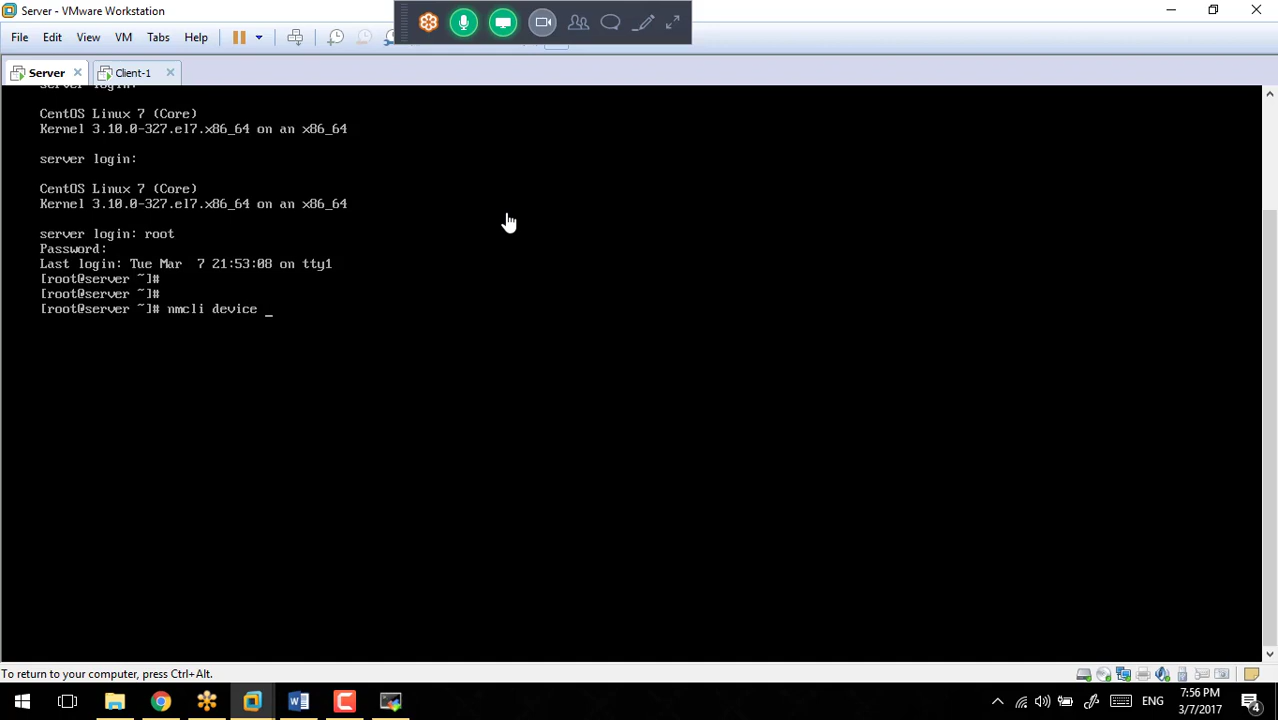 Server - VMware Workstation
File Edit View VM Tabs Help
Server Client-1
server login:
CentOS Linux 7 (Core)
Kernel 3.10.0-327.el7.x86_64 on an x86_64
server login:
CentOS Linux 7 (Core)
Kernel 3.10.0-327.el7.x86_64 on an x86_64
server login: root
Password:
Last login: Tue Mar  7 21:53:08 on tty1
[root@server ~]#
[root@server ~]#
[root@server ~]# nmcli device _
To return to your computer, press Ctrl+Alt.
ENG
7:56 PM
3/7/2017
4